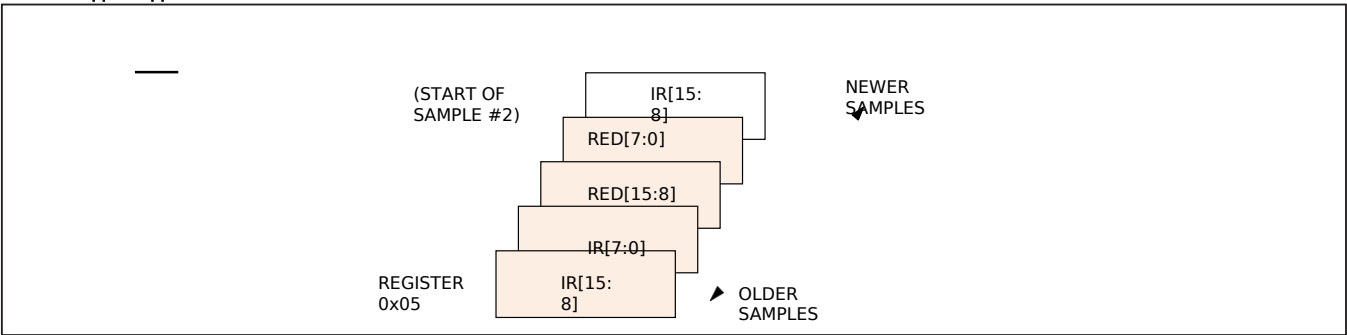 (START OF
SAMPLE #2)
IR[15:
8]
NEWER
SAMPLES
RED[7:0]
RED[15:8]
IR[7:0]
REGISTER
0x05
IR[15:
8]
OLDER
SAMPLES